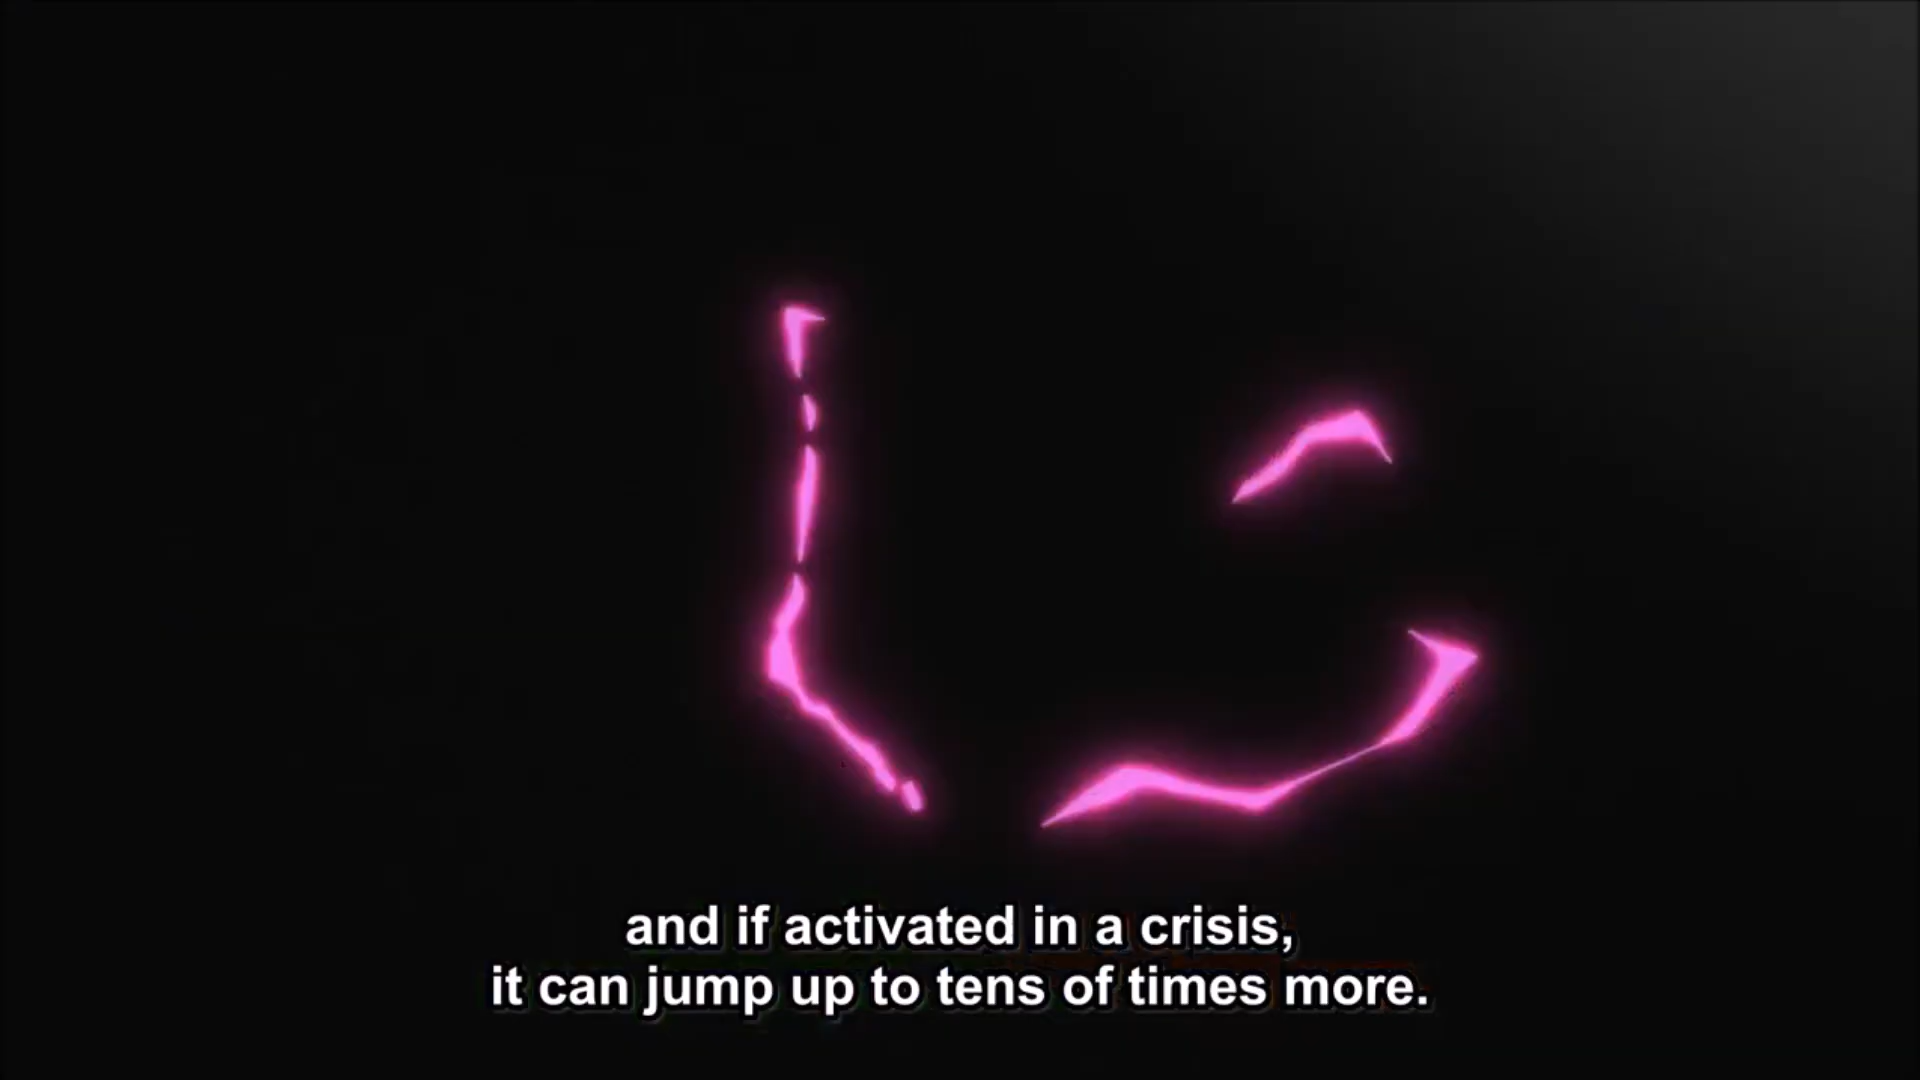 and if activated in a crisis,
it can jump up to tens of times more.